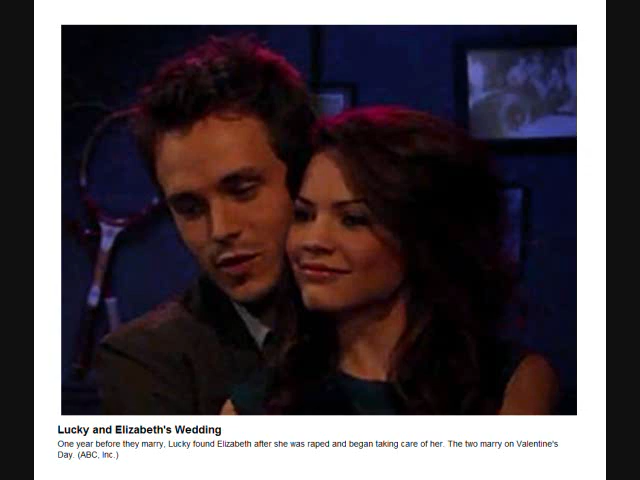 Lucky and Elizabeth's Wedding
One year before they marry, Lucky found Elizabeth after she was raped and began taking care of her. The two marry on Valentine's
Day. (ABC, Inc.)